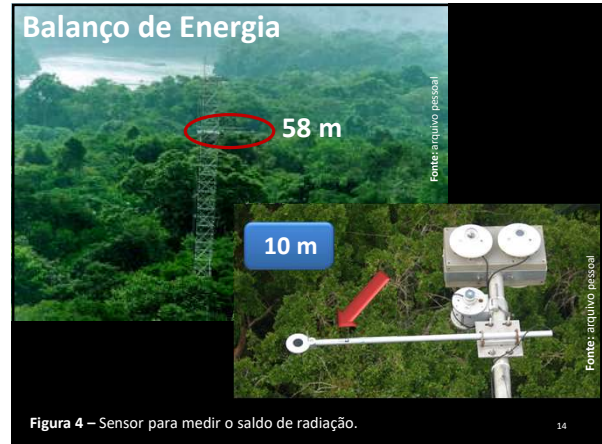 Balanço de Energia
58 m
Fonte: arquivo pessoal
10 m
Fonte: arquivo pessoal
Figura 4 – Sensor para medir o saldo de radiação.
14